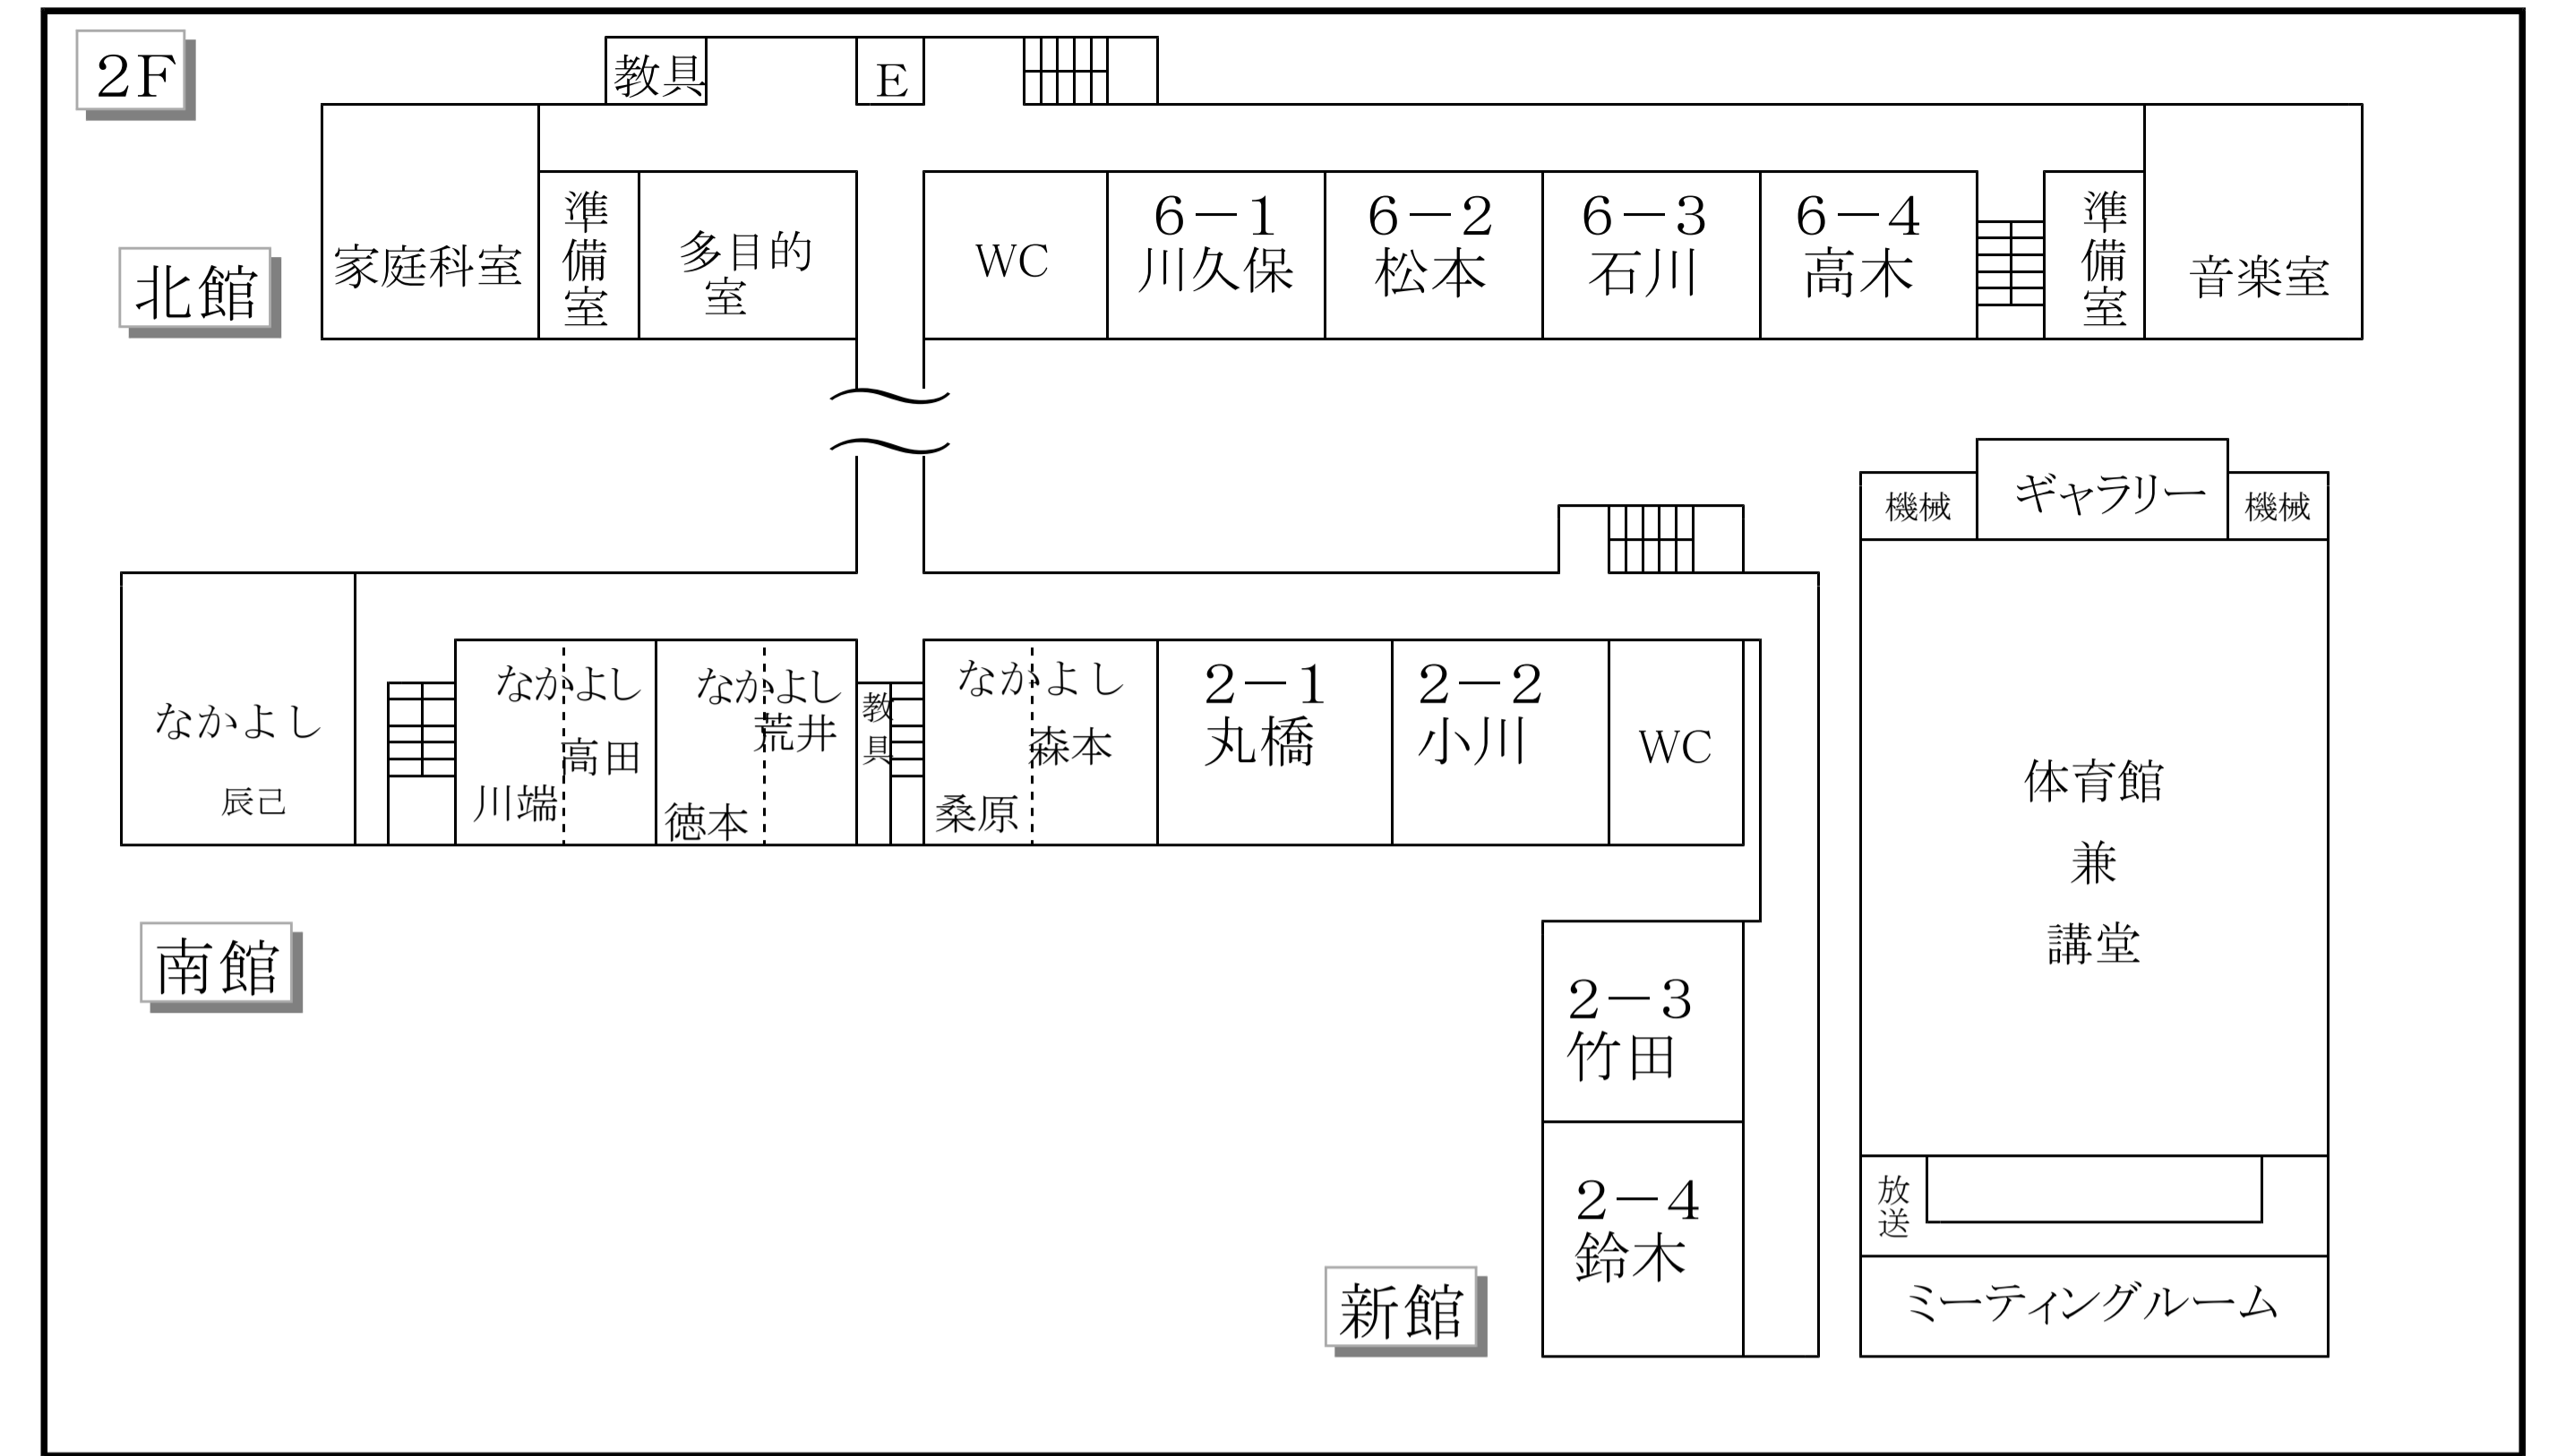 2F
教具
E
北館
家庭科室
準備室
多目的
室
WC
6－1
川久保
6－2
松本
6－3
石川
6－4
高木
準備室
音楽室
機械
ギャラリー
機械
なかよし
辰己
なかよし
高田
川端
なかよし
荒井
徳本
教具
なかよし
森本
桑原
2－1
丸橋
2－2
小川
WC
体育館
兼
講堂
南館
2－3
竹田
2－4
鈴木
新館
放送
ミーティングルーム